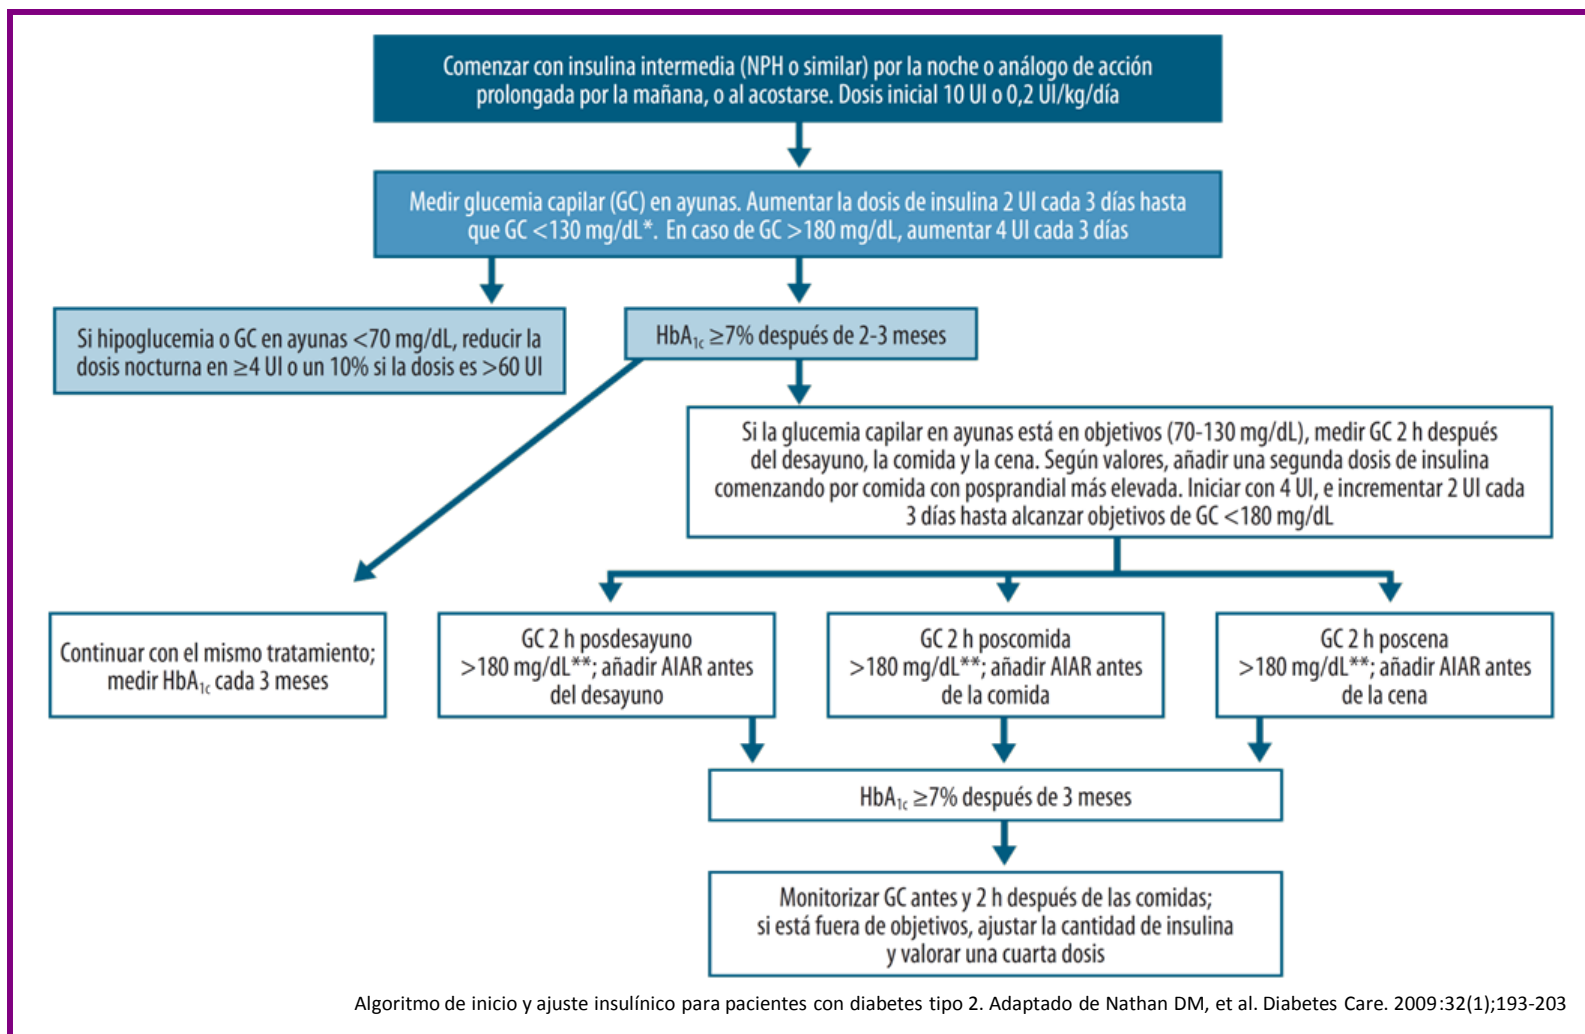 Comenzar con insulina intermedia (NPH o similar) por la noche o análogo de acción
prolongada por la mañana, o al acostarse. Dosis inicial 10 UI o 0,2 UI/kg/día
Medir glucemia capilar (GC) en ayunas. Aumentar la dosis de insulina 2 UI cada 3 días hasta
que GC <130 mg/dL*. En caso de GC >180 mg/dL, aumentar 4 UI cada 3 días
Si hipoglucemia o GC en ayunas <70 mg/dL, reducir la
dosis nocturna en ≥4 UI o un 10% si la dosis es >60 UI
HbA1c ≥7% después de 2-3 meses
Si la glucemia capilar en ayunas está en objetivos (70-130 mg/dL), medir GC 2 h después
del desayuno, la comida y la cena. Según valores, añadir una segunda dosis de insulina
comenzando por comida con posprandial más elevada. Iniciar con 4 UI, e incrementar 2 UI cada
3 días hasta alcanzar objetivos de GC <180 mg/dL
Continuar con el mismo tratamiento;
medir HbA1c cada 3 meses
GC 2 h posdesayuno
>180 mg/dL**; añadir AIAR antes
del desayuno
GC 2 h poscomida
>180 mg/dL**; añadir AIAR antes
de la comida
GC 2 h poscena
>180 mg/dL**; añadir AIAR antes
de la cena
HbA1c ≥7% después de 3 meses
Monitorizar GC antes y 2 h después de las comidas;
si está fuera de objetivos, ajustar la cantidad de insulina
y valorar una cuarta dosis
Algoritmo de inicio y ajuste insulínico para pacientes con diabetes tipo 2. Adaptado de Nathan DM, et al. Diabetes Care. 2009:32(1);193-203